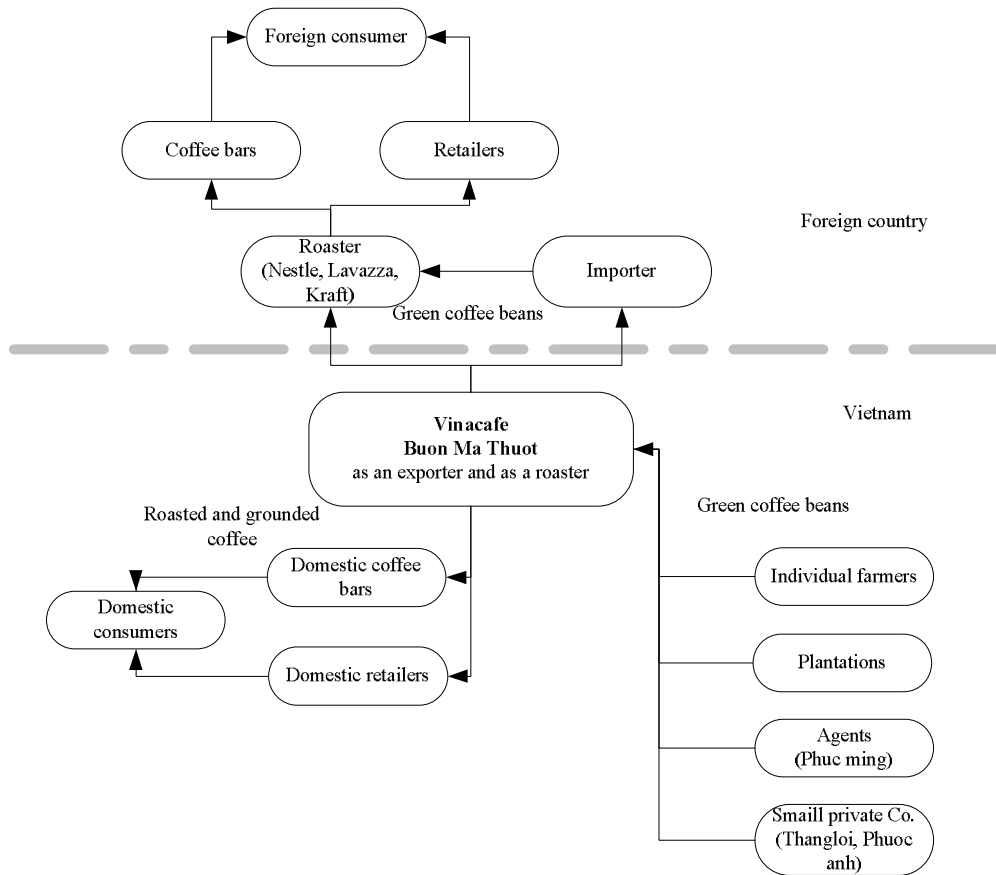 Foreign consumer
Coffee bars
Retailers
Foreign country
Roaster
(Nestle, Lavazza,
Kraft)
Importer
Green coffee beans
Vietnam
Vinacafe
Buon Ma Thuot
as an exporter and as a roaster
Green coffee beans
Roasted and grounded
coffee
Domestic coffee
bars
Individual farmers
Domestic
consumers
Plantations
Domestic retailers
Agents
(Phuc ming)
Smaill private Co.
(Thangloi, Phuoc
anh)